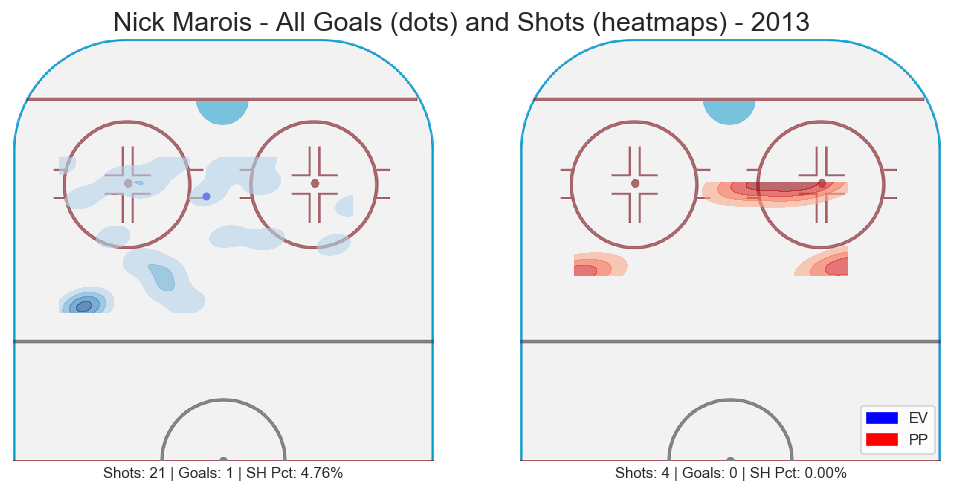 Nick Marois - All Goals (dots) and Shots (heatmaps) - 2013
EV
PP
Shots: 21 | Goals: 1 | SH Pct: 4.76%
Shots: 4 | Goals: 0 | SH Pct: 0.00%